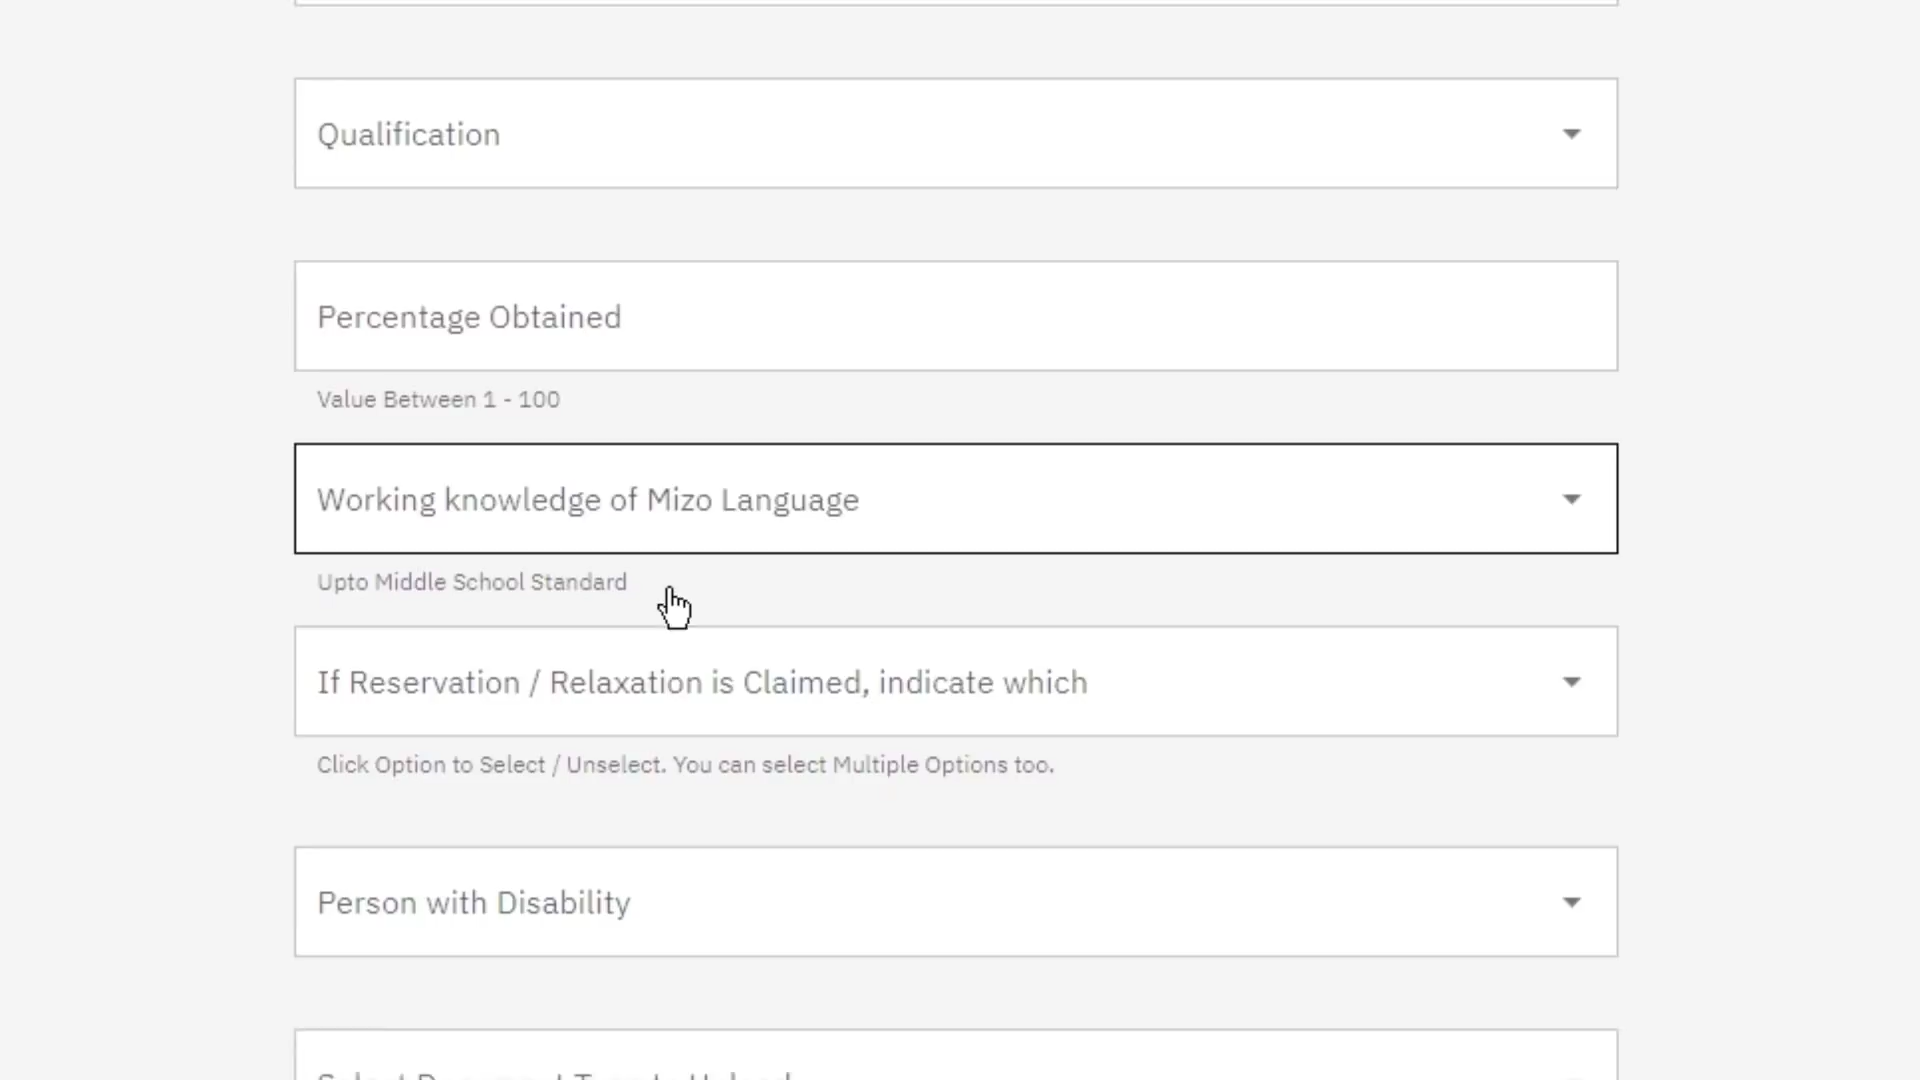 Qualification
Percentage Obtained
Value Between 1 - 100
Working knowledge of Mizo Language
Upto Middle School Standard
If Reservation / Relaxation is Claimed, indicate which
Click Option to Select / Unselect. You can select Multiple Options too.
Person with Disability